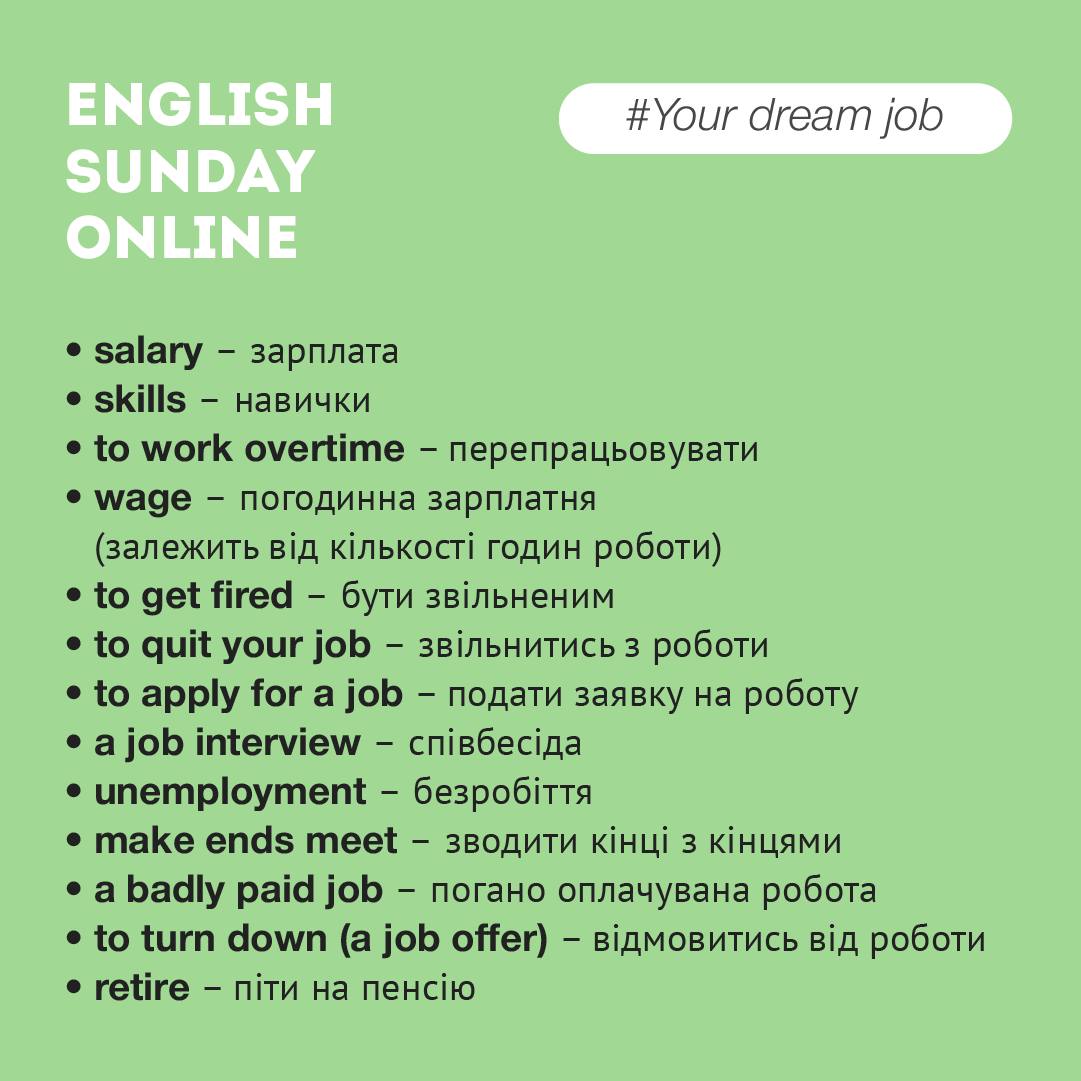 ENGLISH
SUNDAY
ONLINE
#Your dream job
• salary – зарплата
• skills – навички
• to work overtime – перепрацьовувати
• wage – погодинна зарплатня
(залежить від кількості годин роботи)
• to get fired – бути звільненим
• to quit your job – звільнитись з роботи
• to apply for a job – подати заявку на роботу
• a job interview – співбесіда
• unemployment – безробіття
• make ends meet – зводити кінці з кінцями
• a badly paid job – погано оплачувана робота
• to turn down (a job offer) – відмовитись від роботи
• retire – піти на пенсію